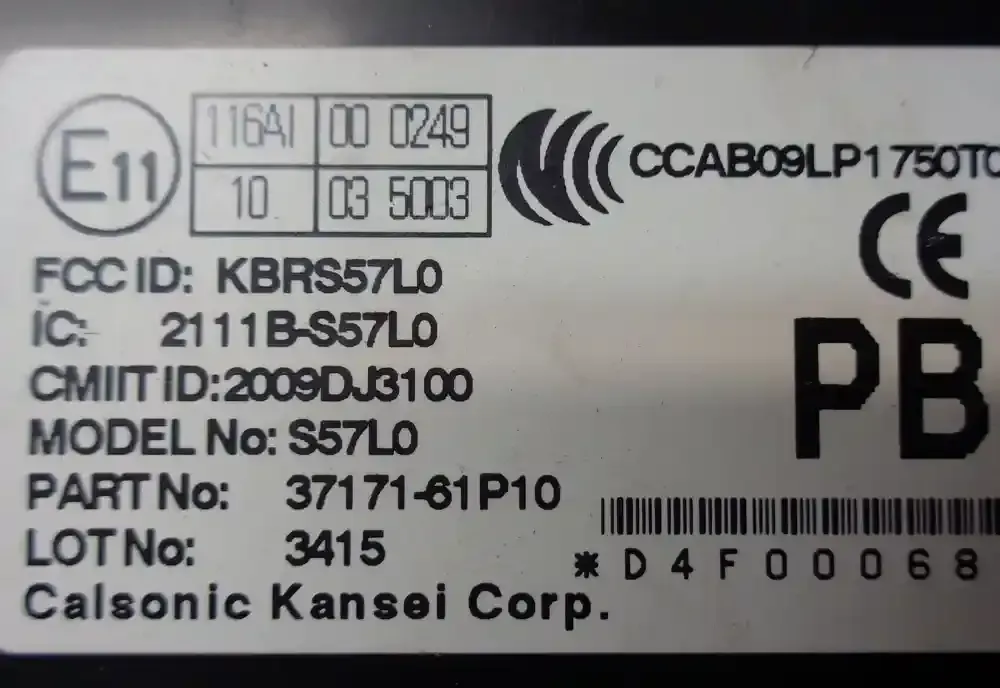 E11
116AI 00 0249
10 03 5003
CCAB09LP1750T
CE
FCC ID: KBRS57L0
IC: 2111B-S57L0
CMIIT ID:2009DJ3100
MODEL No: S57L0
PB
PART No: 37171-61P10
LOT No: 3415
*D4F00068
Calsonic Kansei Corp.